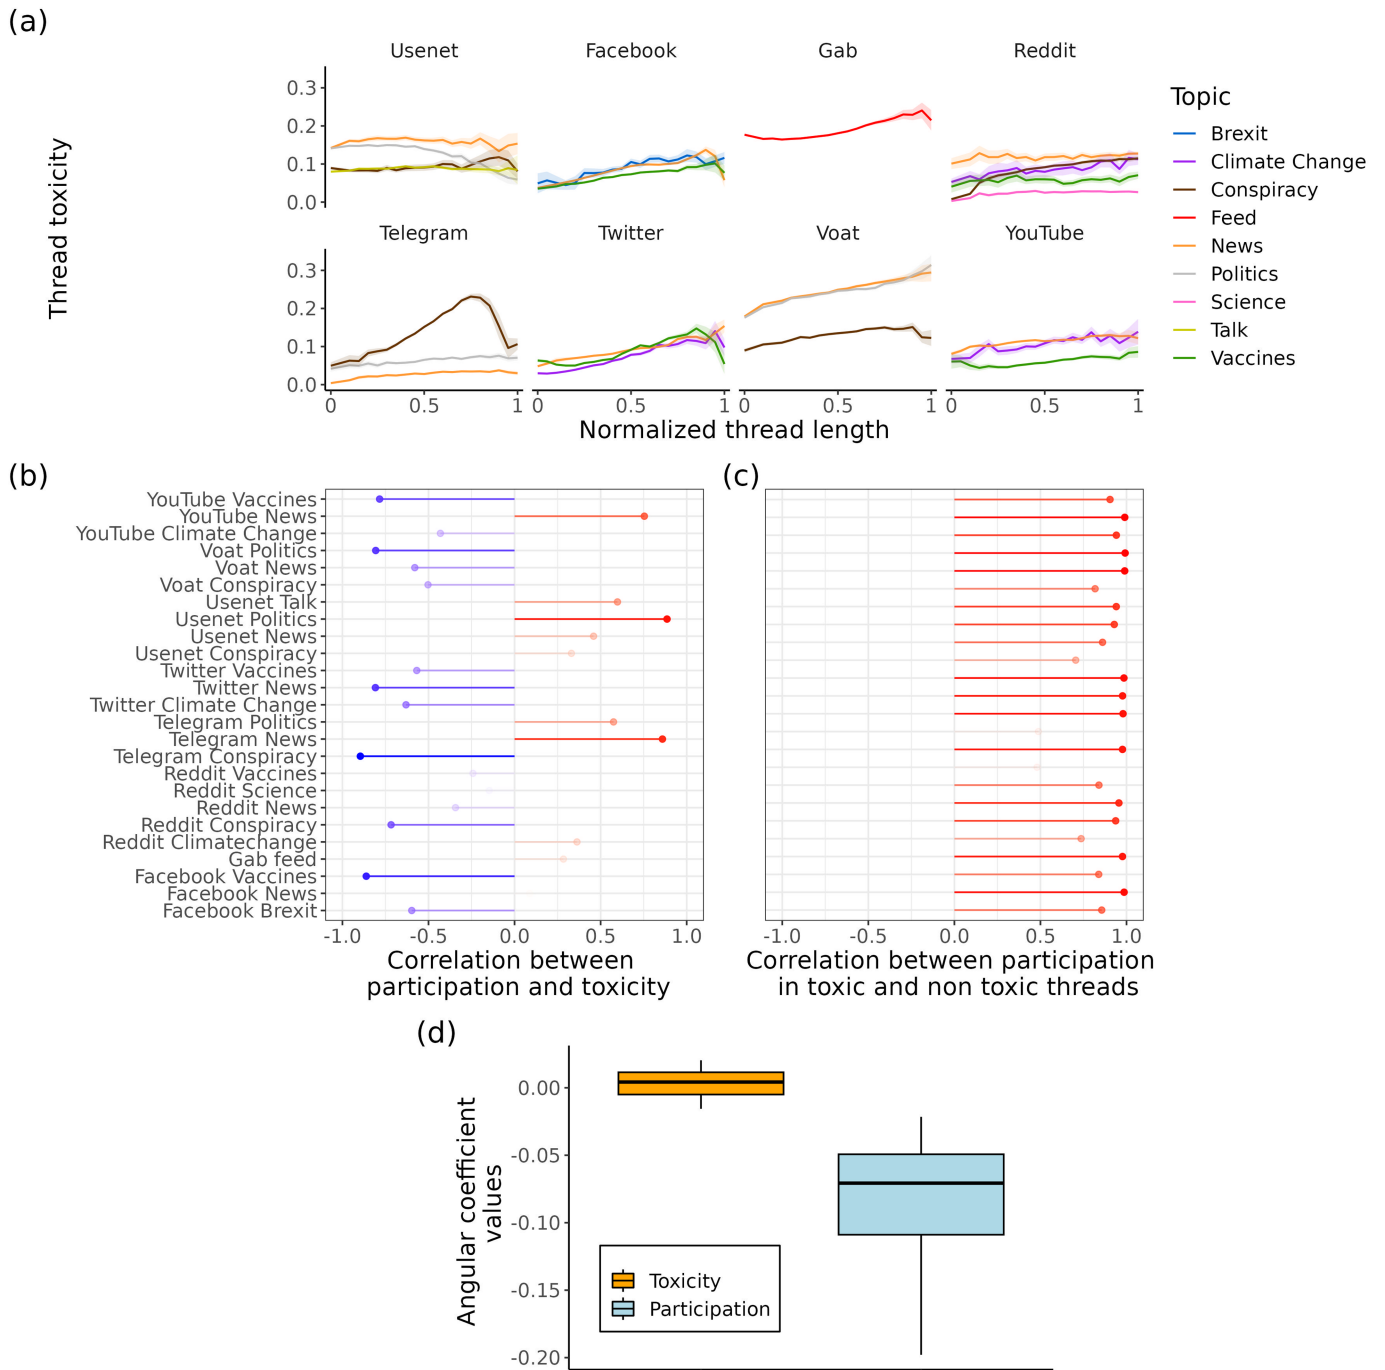 (a)
Usenet
Facebook
Gab
Reddit
Thread toxicity
0.3
0.2
0.1
0.0
Telegram
Twitter
Voat
YouTube
0.3
0.2
0.1
0.0
0 0.5 1
0 0.5 1
0 0.5 1
0 0.5 1
Normalized thread length
Topic
Brexit
Climate Change
Conspiracy
Feed
News
Politics
Science
Talk
Vaccines
(b)
YouTube Vaccines
YouTube News
YouTube Climate Change
Voat Politics
Voat News
Voat Conspiracy
Usenet Talk
Usenet Politics
Usenet News
Usenet Conspiracy
Twitter Vaccines
Twitter News
Twitter Climate Change
Telegram Politics
Telegram News
Telegram Conspiracy
Reddit Vaccines
Reddit Science
Reddit News
Reddit Conspiracy
Reddit Climatechange
Gab feed
Facebook Vaccines
Facebook News
Facebook Brexit
-1.0 -0.5 0.0 0.5 1.0
Correlation between
participation and toxicity
(c)
-1.0 -0.5 0.0 0.5 1.0
Correlation between participation
in toxic and non toxic threads
(d)
Angular coefficient
values
0.00
-0.05
-0.10
-0.15
-0.20
Toxicity
Participation